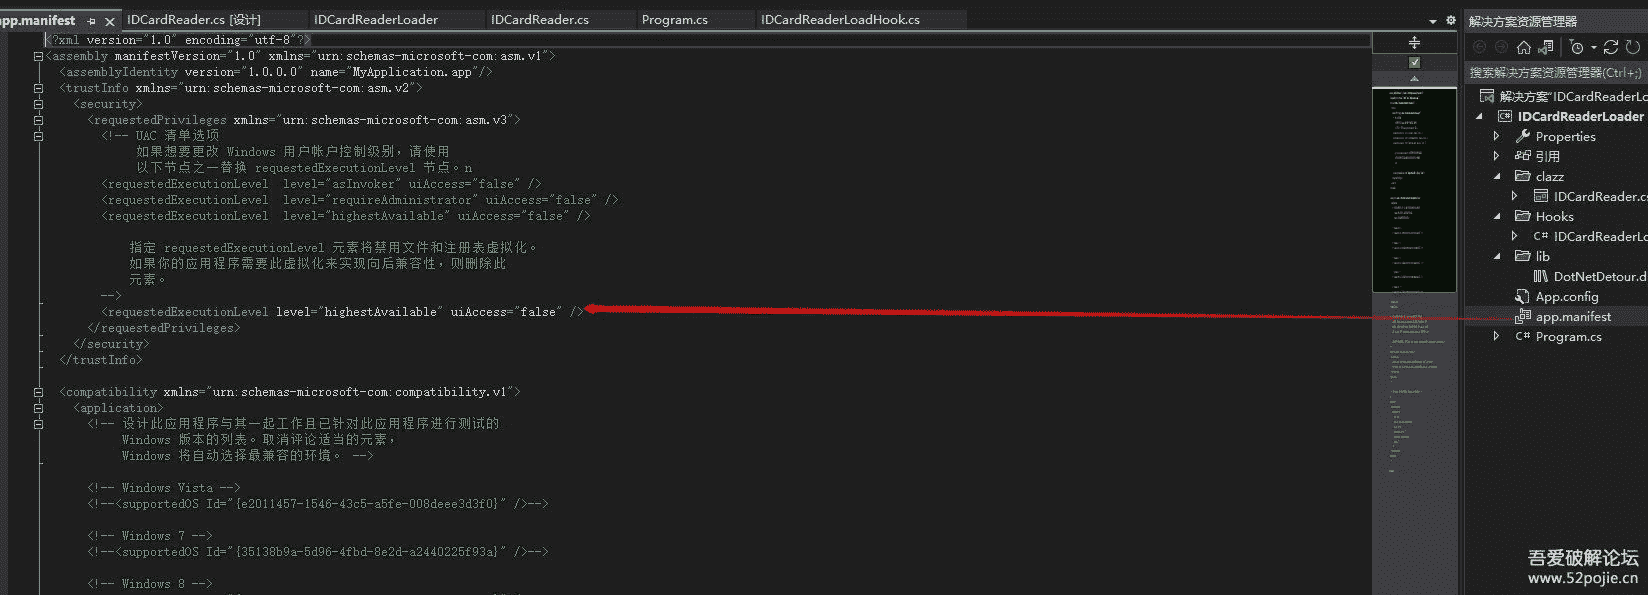 app.manifest
IDCardReader.cs [设计]
IDCardReaderLoader
IDCardReader.cs
Program.cs
IDCardReaderLoadHook.cs
<?xml version="1.0" encoding="utf-8"?>
<assembly manifestVersion="1.0" xmlns="urn:schemas-microsoft-com:asm.v1">
<assemblyIdentity version="1.0.0.0" name="MyApplication.app"/>
<trustInfo xmlns="urn:schemas-microsoft-com:asm.v2">
<security>
<requestedPrivileges xmlns="urn:schemas-microsoft-com:asm.v3">
<!-- UAC 清单选项
如果想要更改 Windows 用户帐户控制级别，请使用
以下节点之一替换 requestedExecutionLevel 节点。n
<requestedExecutionLevel  level="asInvoker" uiAccess="false" />
<requestedExecutionLevel  level="requireAdministrator" uiAccess="false" />
<requestedExecutionLevel  level="highestAvailable" uiAccess="false" />
指定 requestedExecutionLevel 元素将禁用文件和注册表虚拟化。
如果你的应用程序需要此虚拟化来实现向后兼容性，则删除此
元素。
-->
<requestedExecutionLevel level="highestAvailable" uiAccess="false" />
</requestedPrivileges>
</security>
</trustInfo>
<compatibility xmlns="urn:schemas-microsoft-com:compatibility.v1">
<application>
<!-- 设计此应用程序与其一起工作且已针对此应用程序进行测试的
Windows 版本的列表。取消评论适当的元素，
Windows 将自动选择最兼容的环境。 -->
<!-- Windows Vista -->
<!--<supportedOS Id="{e2011457-1546-43c5-a5fe-008deee3d3f0}" />-->
<!-- Windows 7 -->
<!--<supportedOS Id="{35138b9a-5d96-4fbd-8e2d-a2440225f93a}" />-->
<!-- Windows 8 -->
解决方案资源管理器
搜索解决方案资源管理器(Ctrl+;)
解决方案"IDCardReaderLo
IDCardReaderLoader
Properties
引用
clazz
IDCardReader.cs
Hooks
IDCardReaderLo
lib
DotNetDetour.d
App.config
app.manifest
Program.cs
吾爱破解论坛
www.52pojie.cn